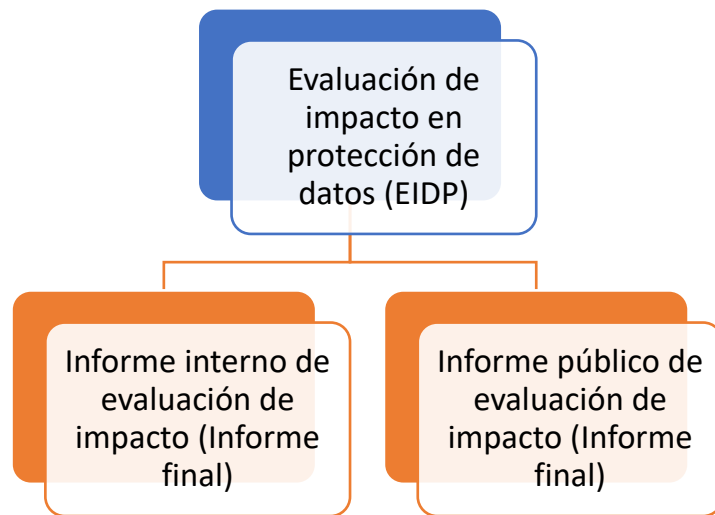 Evaluación de
impacto en
protección de
datos (EIDP)
Informe interno de
evaluación de
impacto (Informe
final)
Informe público de
evaluación de
impacto (Informe
final)